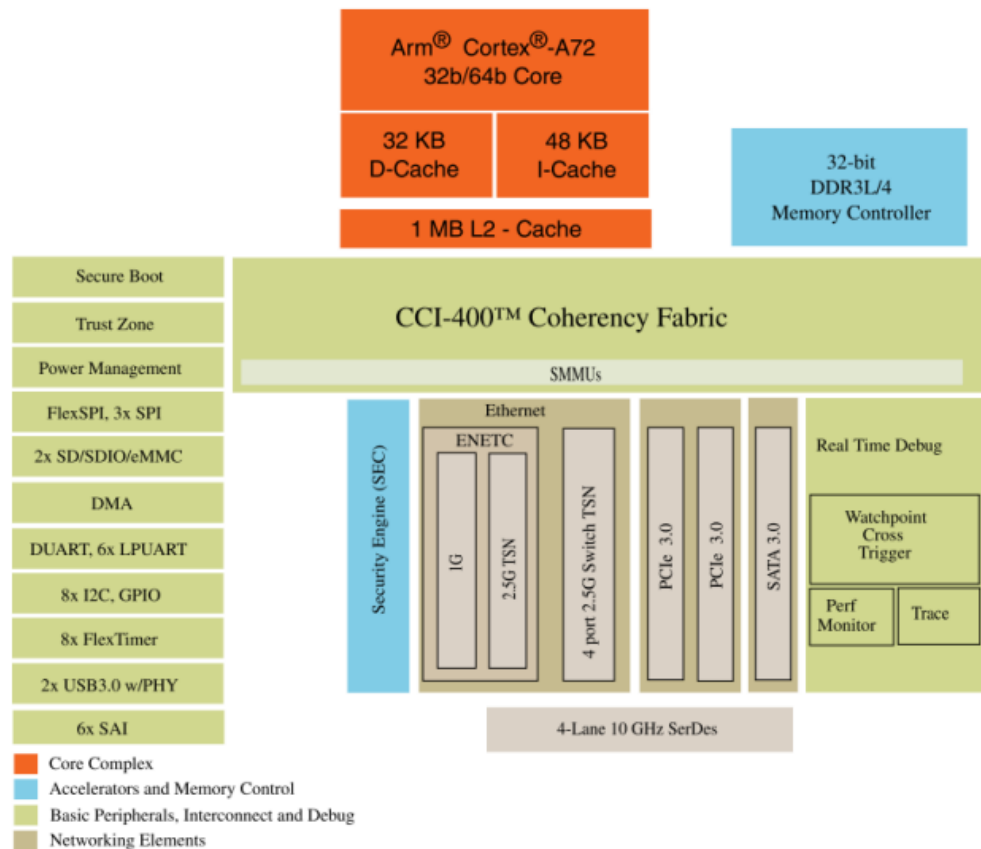 Arm® Cortex®-A72
32b/64b Core
32 KB
D-Cache
48 KB
I-Cache
1 MB L2 - Cache
32-bit
DDR3L/4
Memory Controller
Secure Boot
Trust Zone
Power Management
FlexSPI, 3x SPI
2x SD/SDIO/eMMC
DMA
DUART, 6x LPUART
8x I2C, GPIO
8x FlexTimer
2x USB3.0 w/PHY
6x SAI
CCI-400™ Coherency Fabric
SMMUs
Security Engine (SEC)
Ethernet
ENETC
1G
2.5G TSN
4 port 2.5G Switch TSN
PCIe 3.0
PCIe 3.0
SATA 3.0
Real Time Debug
Watchpoint
Cross
Trigger
Perf
Monitor
Trace
4-Lane 10 GHz SerDes
Core Complex
Accelerators and Memory Control
Basic Peripherals, Interconnect and Debug
Networking Elements